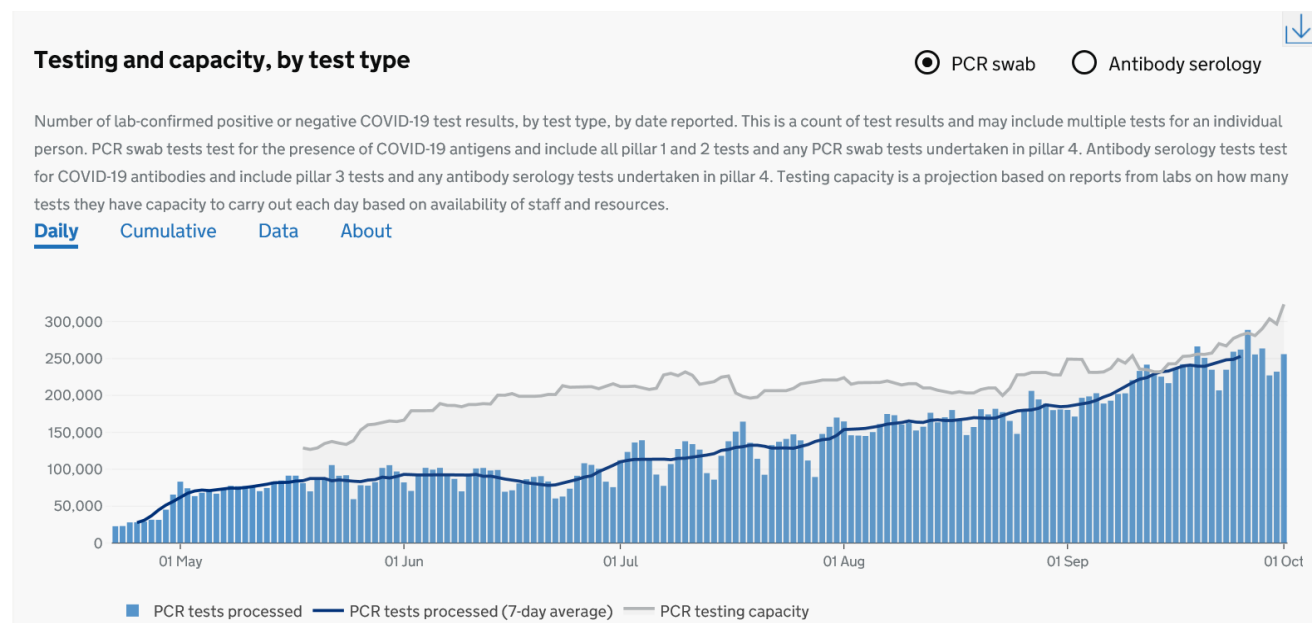 Testing and capacity, by test type
PCR swab
Antibody serology
Number of lab-confirmed positive or negative COVID-19 test results, by test type, by date reported. This is a count of test results and may include multiple tests for an individual
person. PCR swab tests test for the presence of COVID-19 antigens and include all pillar 1 and 2 tests and any PCR swab tests undertaken in pillar 4. Antibody serology tests test
for COVID-19 antibodies and include pillar 3 tests and any antibody serology tests undertaken in pillar 4. Testing capacity is a projection based on reports from labs on how many
tests they have capacity to carry out each day based on availability of staff and resources.
Daily Cumulative Data About
300,000
250,000
200,000
150,000
100,000
50,000
0
01 May 01 Jun 01 Jul 01 Aug 01 Sep 01 Oct
PCR tests processed PCR tests processed (7-day average) PCR testing capacity